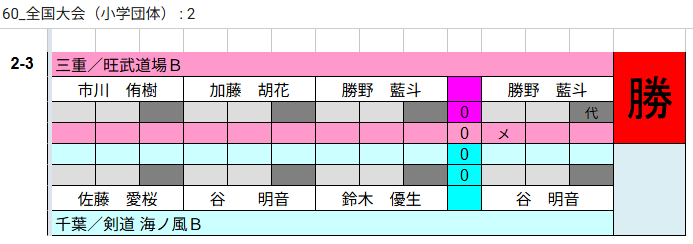 60_全国大会（小学団体）: 2
2-3
三重／旺武道場Ｂ
勝
市川　侑樹 加藤　胡花 勝野　藍斗 勝野　藍斗
0 代
0 メ
0
0
佐藤　愛桜 谷　明音 鈴木　優生 谷　明音
千葉／剣道 海ノ風Ｂ